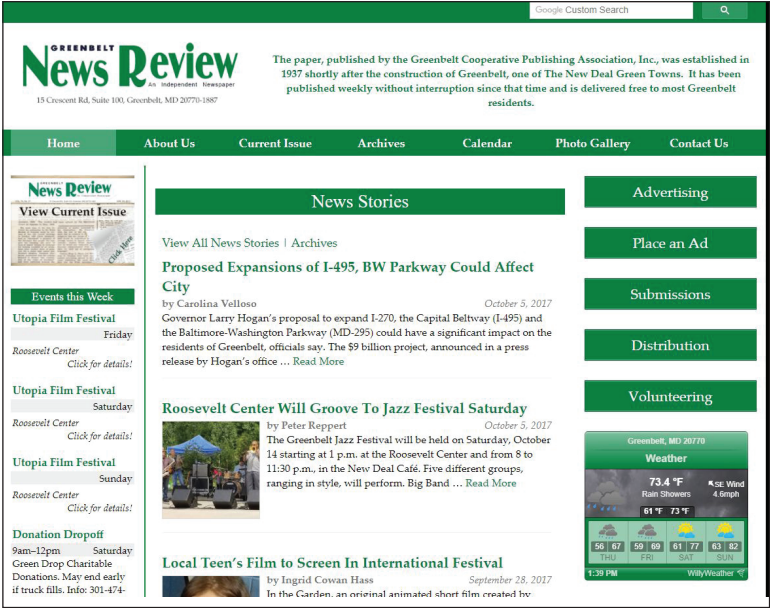 Google Custom Search
GREENBELT
News Review
An Independent Newspaper
15 Crescent Rd, Suite 100, Greenbelt, MD 20770-1887
The paper, published by the Greenbelt Cooperative Publishing Association, Inc., was established in
1937 shortly after the construction of Greenbelt, one of The New Deal Green Towns. It has been
published weekly without interruption since that time and is delivered free to most Greenbelt
residents.
Home About Us Current Issue Archives Calendar Photo Gallery Contact Us
News Review
View Current Issue
Click Here
Events this Week
Utopia Film Festival
Friday
Roosevelt Center
Click for details!
Utopia Film Festival
Saturday
Roosevelt Center
Click for details!
Utopia Film Festival
Sunday
Roosevelt Center
Click for details!
Donation Dropoff
9am–12pm Saturday
Green Drop Charitable
Donations. May end early
if truck fills. Info: 301-474-
News Stories
View All News Stories | Archives
Proposed Expansions of I-495, BW Parkway Could Affect
City
by Carolina Velloso October 5, 2017
Governor Larry Hogan's proposal to expand I-270, the Capital Beltway (I-495) and
the Baltimore-Washington Parkway (MD-295) could have a significant impact on the
residents of Greenbelt, officials say. The $9 billion project, announced in a press
release by Hogan's office … Read More
Roosevelt Center Will Groove To Jazz Festival Saturday
by Peter Reppert October 5, 2017
The Greenbelt Jazz Festival will be held on Saturday, October
14 starting at 1 p.m. at the Roosevelt Center and from 8 to
11:30 p.m., in the New Deal Café. Five different groups,
ranging in style, will perform. Big Band … Read More
Local Teen's Film to Screen In International Festival
by Ingrid Cowan Hass September 28, 2017
In the Garden, an original animated short film created by
Advertising
Place an Ad
Submissions
Distribution
Volunteering
Greenbelt, MD 20770
Weather
73.4 °F
Rain Showers
SE Wind
4.6mph
61 °F 73 °F
56 67 59 69 61 77 63 82
THU FRI SAT SUN
1:39 PM WillyWeather